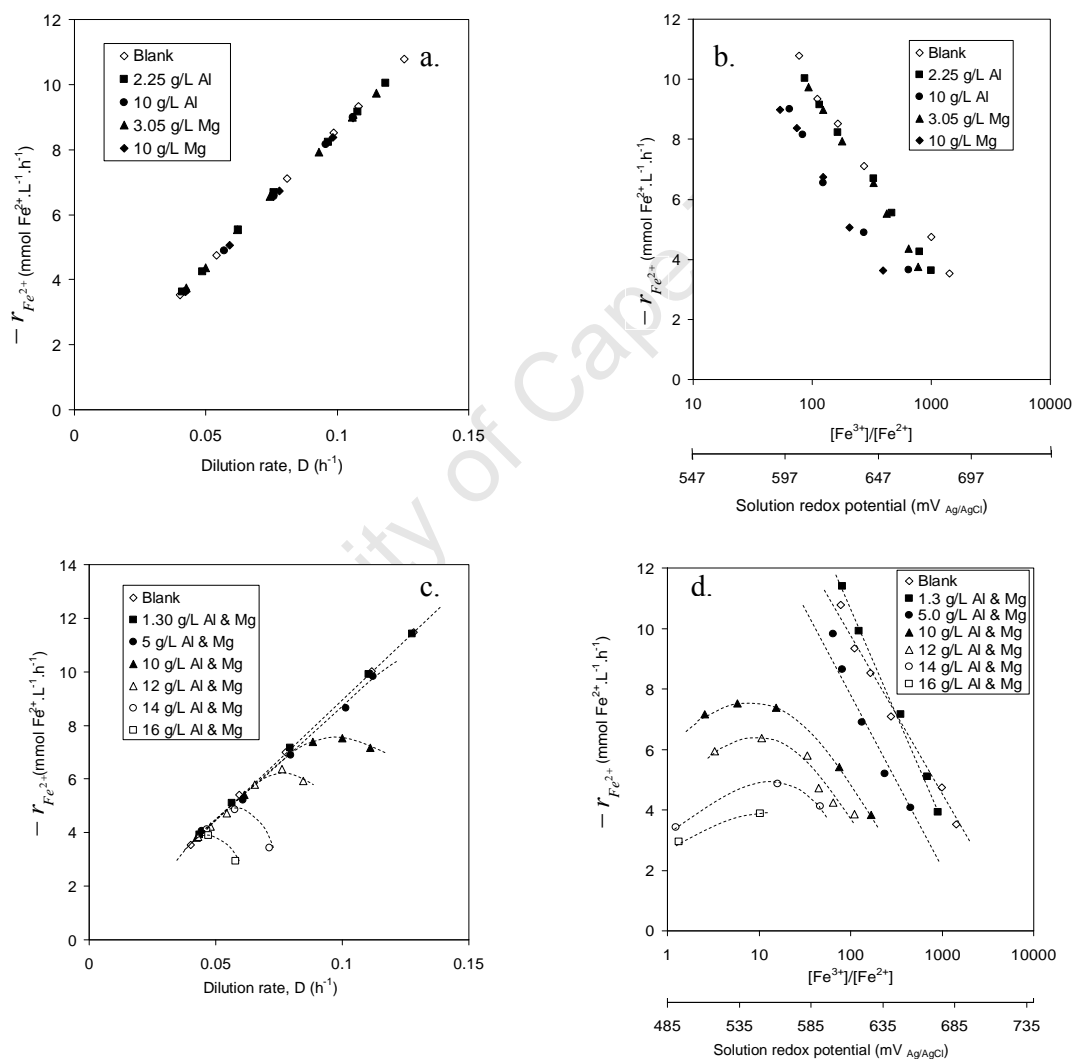 a.
Blank
2.25 g/L Al
10 g/L Al
3.05 g/L Mg
10 g/L Mg
− r Fe2+ (mmol Fe2+.L-1.h-1)
12
10
8
6
4
2
0
0 0.05 0.1 0.15
Dilution rate, D (h-1)
b.
Blank
2.25 g/L Al
10 g/L Al
3.05 g/L Mg
10 g/L Mg
− r Fe2+ (mmol Fe2+.L-1.h-1)
12
10
8
6
4
2
0
10 100 1000 10000
[Fe3+]/[Fe2+]
547 597 647 697
Solution redox potential (mV Ag/AgCl)
ity of Cape
c.
Blank
1.30 g/L Al & Mg
5 g/L Al & Mg
10 g/L Al & Mg
12 g/L Al & Mg
14 g/L Al & Mg
16 g/L Al & Mg
− r Fe2+ (mmol Fe2+.L-1.h-1)
14
12
10
8
6
4
2
0
0 0.05 0.1 0.15
Dilution rate, D (h-1)
d.
Blank
1.3 g/L Al & Mg
5.0 g/L Al & Mg
10 g/L Al & Mg
12 g/L Al & Mg
14 g/L Al & Mg
16 g/L Al & Mg
− r Fe2+ (mmol Fe2+.L-1.h-1)
12
10
8
6
4
2
0
1 10 100 1000 10000
[Fe3+]/[Fe2+]
485 535 585 635 685 735
Solution redox potential (mV Ag/AgCl)